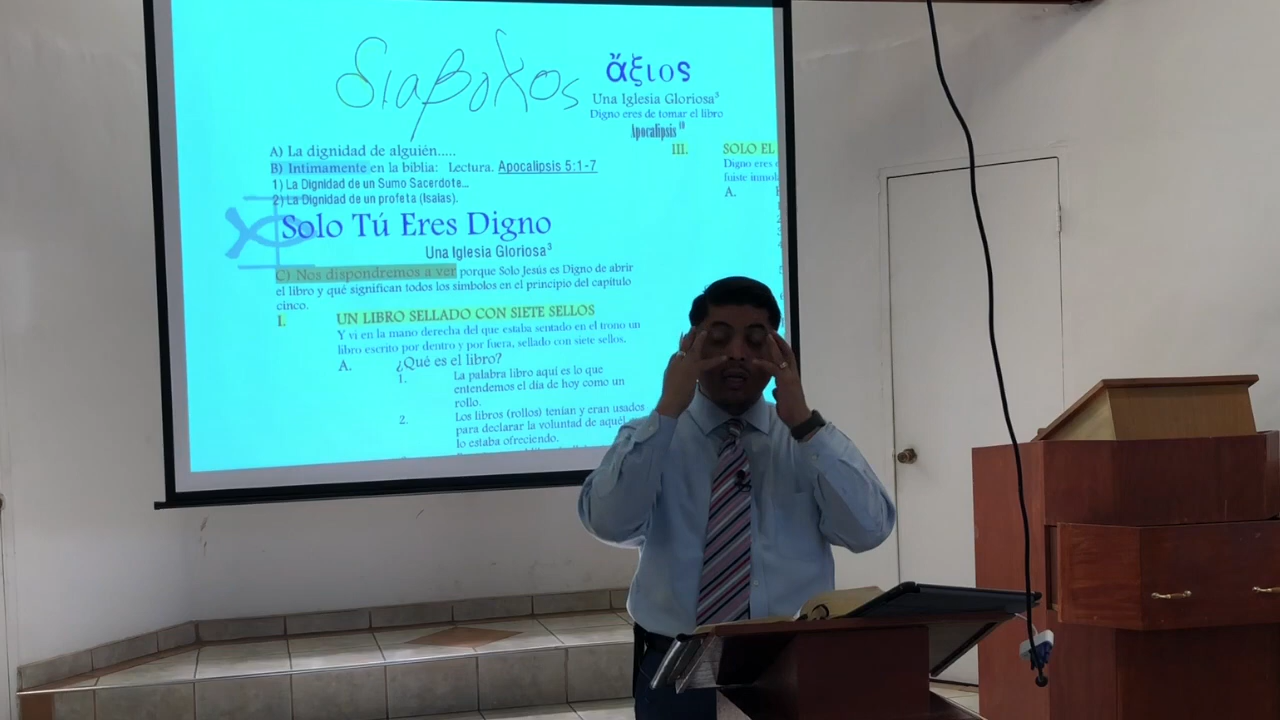 διαβολος
ἄξιος
Una Iglesia Gloriosa³
Digno eres de tomar el libro
Apocalipsis ¹⁰
A) La dignidad de alguién.....
B) Intimamente en la biblia: Lectura. Apocalipsis 5:1-7
1) La Dignidad de un Sumo Sacerdote...
2) La Dignidad de un profeta (Isaías).
Solo Tú Eres Digno
Una Iglesia Gloriosa³
C) Nos dispondremos a ver porque Solo Jesús es Digno de abrir
el libro y qué significan todos los símbolos en el principio del capítulo
cinco.
I. UN LIBRO SELLADO CON SIETE SELLOS
Y vi en la mano derecha del que estaba sentado en el trono un
libro escrito por dentro y por fuera, sellado con siete sellos.
A. ¿Qué es el libro?
1. La palabra libro aquí es lo que
entendemos el día de hoy como un
rollo.
2. Los libros (rollos) tenían y eran usados
para declarar la voluntad de aquél
lo estaba ofreciendo.
III. SOLO EL
Digno eres
fuiste
A.